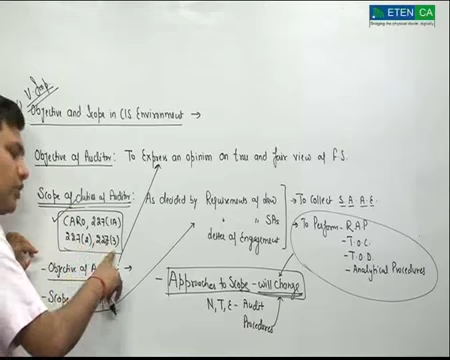 ETEN CA
Bridging the physical divide, digitally
V. Imp
Objective and Scope in CIS Environment →
Objective of Auditor: To Express an opinion on true and fair view of F.S.
Scope of duties of Auditor: As decided by Requirements of law
" " SAs
Letter of Engagement
→ To Collect S A A E
CARO, 227(1A)
227(2), 227(3)
→ To Perform - RAP
- T.O.C.
- T.O.D.
- Analytical Procedures
- Objective of A →
- Scope
- Approaches to Scope - will change
N, T, E - Audit
Procedures